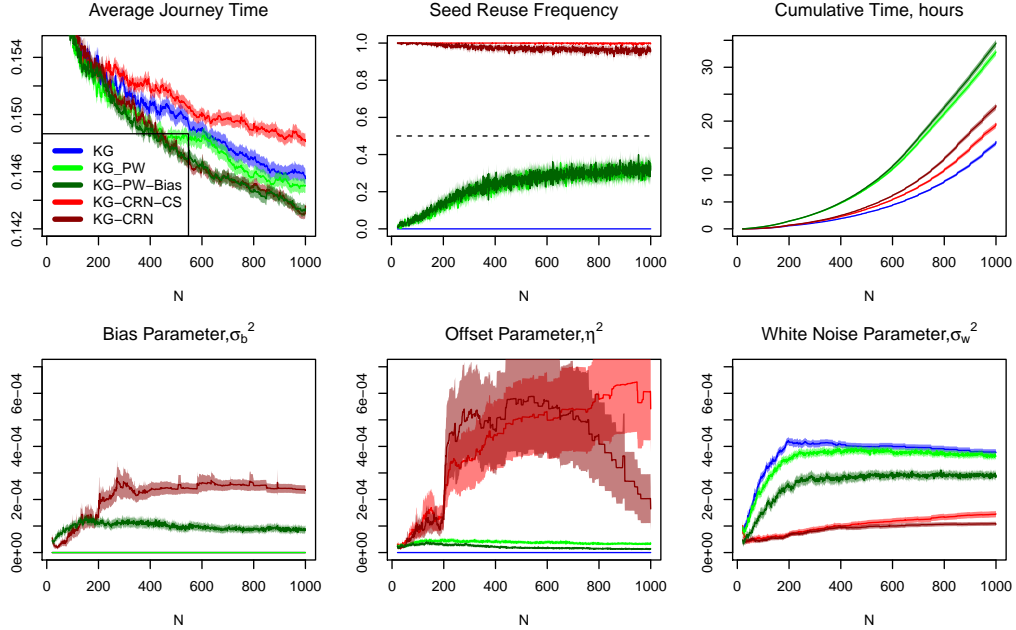 Average Journey Time
0.142 0.146 0.150 0.154
KG
KG_PW
KG−PW−Bias
KG−CRN−CS
KG−CRN
0 200 400 600 800 1000
N
Seed Reuse Frequency
0.0 0.2 0.4 0.6 0.8 1.0
0 200 400 600 800 1000
N
Cumulative Time, hours
0 5 10 20 30
0 200 400 600 800 1000
N
Bias Parameter,σb2
0e+00 2e−04 4e−04 6e−04
0 200 400 600 800 1000
N
Offset Parameter,η2
0e+00 2e−04 4e−04 6e−04
0 200 400 600 800 1000
N
White Noise Parameter,σw2
0e+00 2e−04 4e−04 6e−04
0 200 400 600 800 1000
N